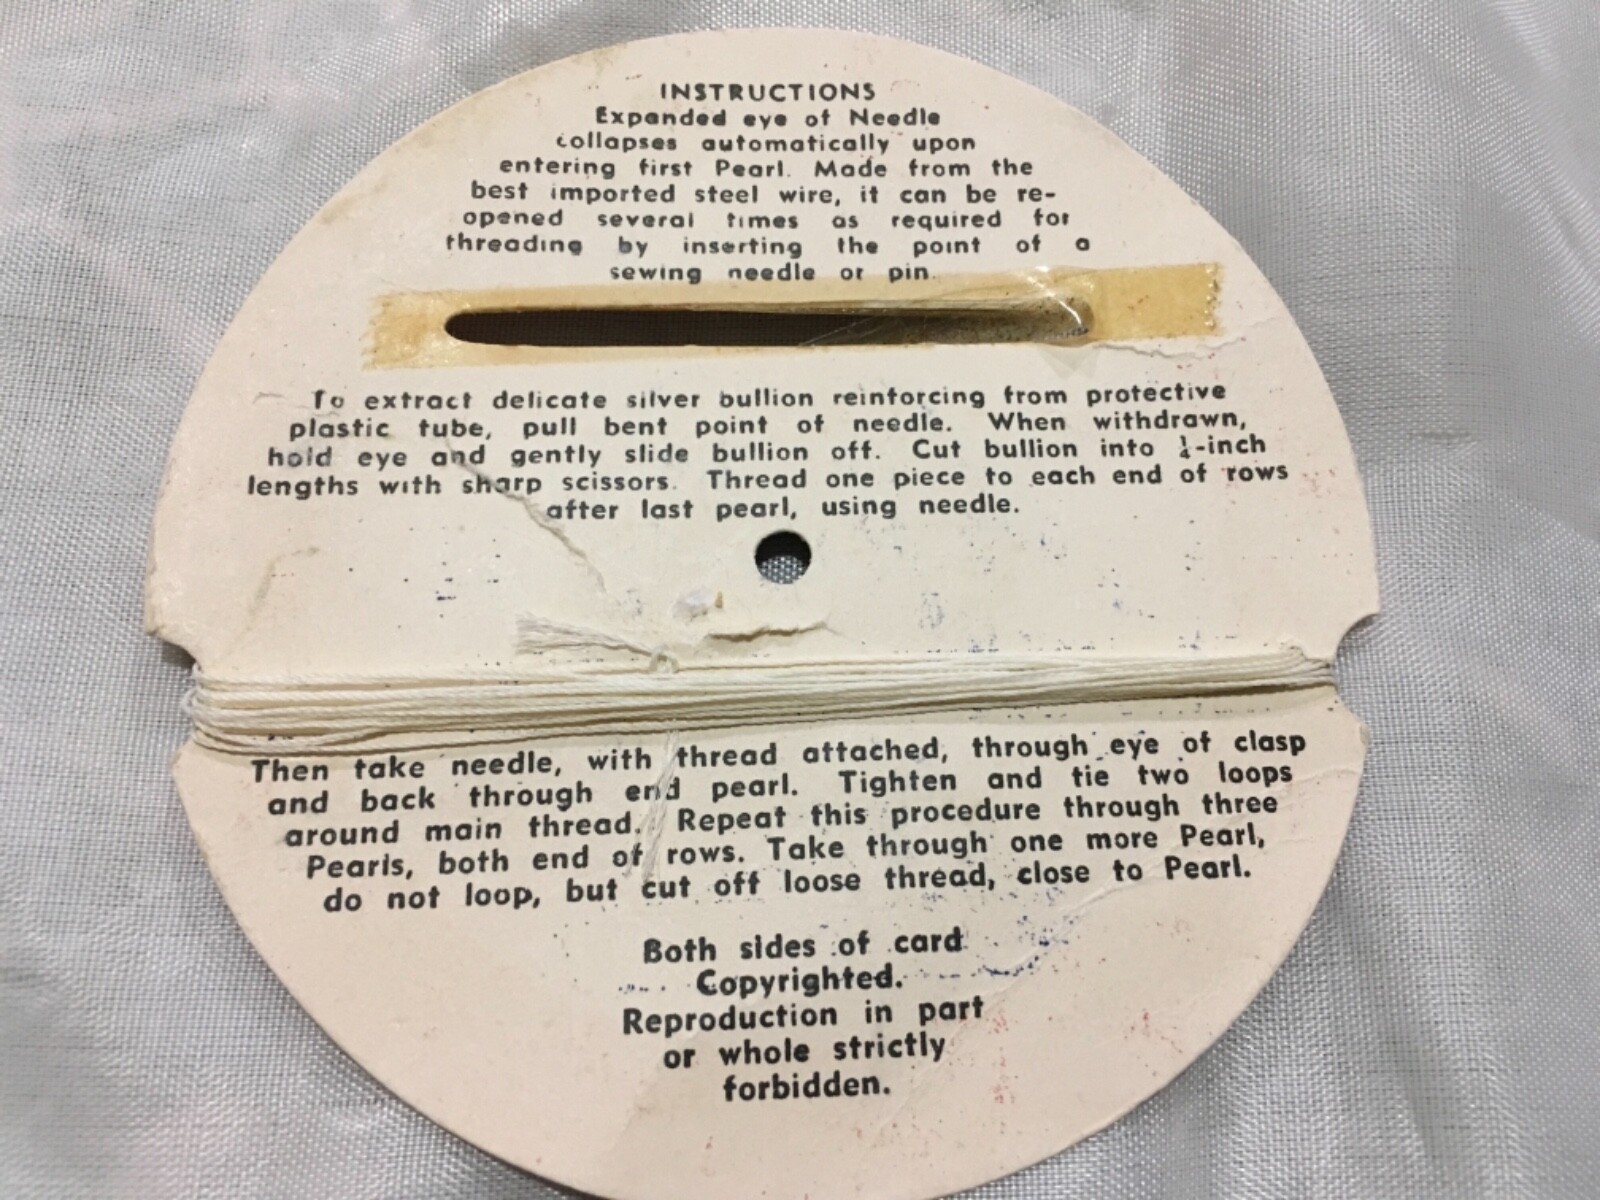 INSTRUCTIONS
Expanded eye of Needle
collapses automatically upon
entering first Pearl. Made from the
best imported steel wire, it can be re-
opened several times as required for
threading by inserting the point of a
sewing needle or pin.
To extract delicate silver bullion reinforcing from protective
plastic tube, pull bent point of needle. When withdrawn,
hold eye and gently slide bullion off. Cut bullion into ¼-inch
lengths with sharp scissors. Thread one piece to each end of rows
after last pearl, using needle.
Then take needle, with thread attached, through eye of clasp
and back through end pearl. Tighten and tie two loops
around main thread. Repeat this procedure through three
Pearls, both end of rows. Take through one more Pearl,
do not loop, but cut off loose thread, close to Pearl.
Both sides of card
Copyrighted.
Reproduction in part
or whole strictly
forbidden.